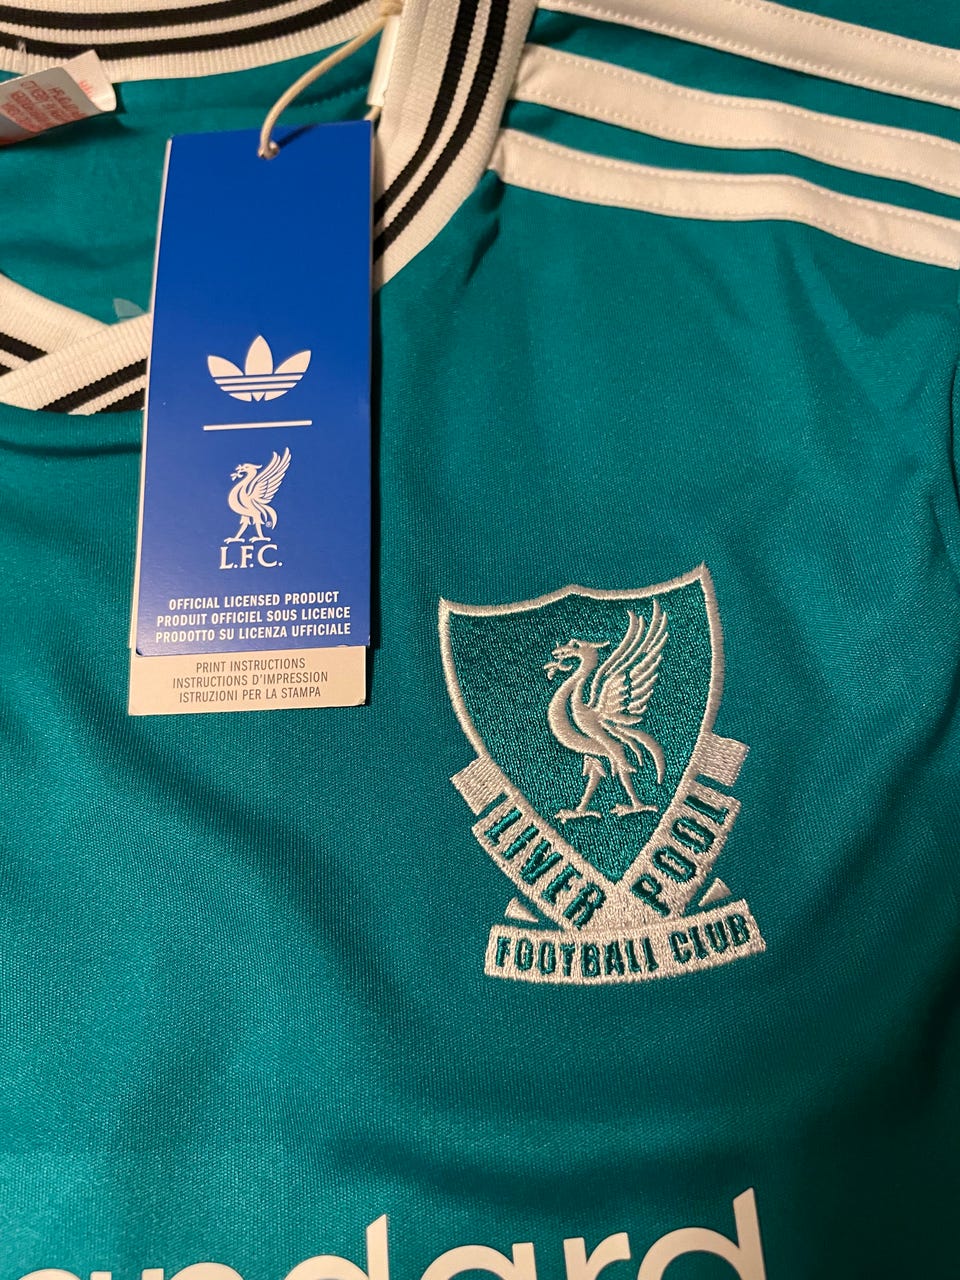 L.F.C.
OFFICIAL LICENSED PRODUCT
PRODUIT OFFICIEL SOUS LICENCE
PRODOTTO SU LICENZA UFFICIALE
PRINT INSTRUCTIONS
INSTRUCTIONS D'IMPRESSION
ISTRUZIONI PER LA STAMPA
LIVER POOL
FOOTBALL CLUB